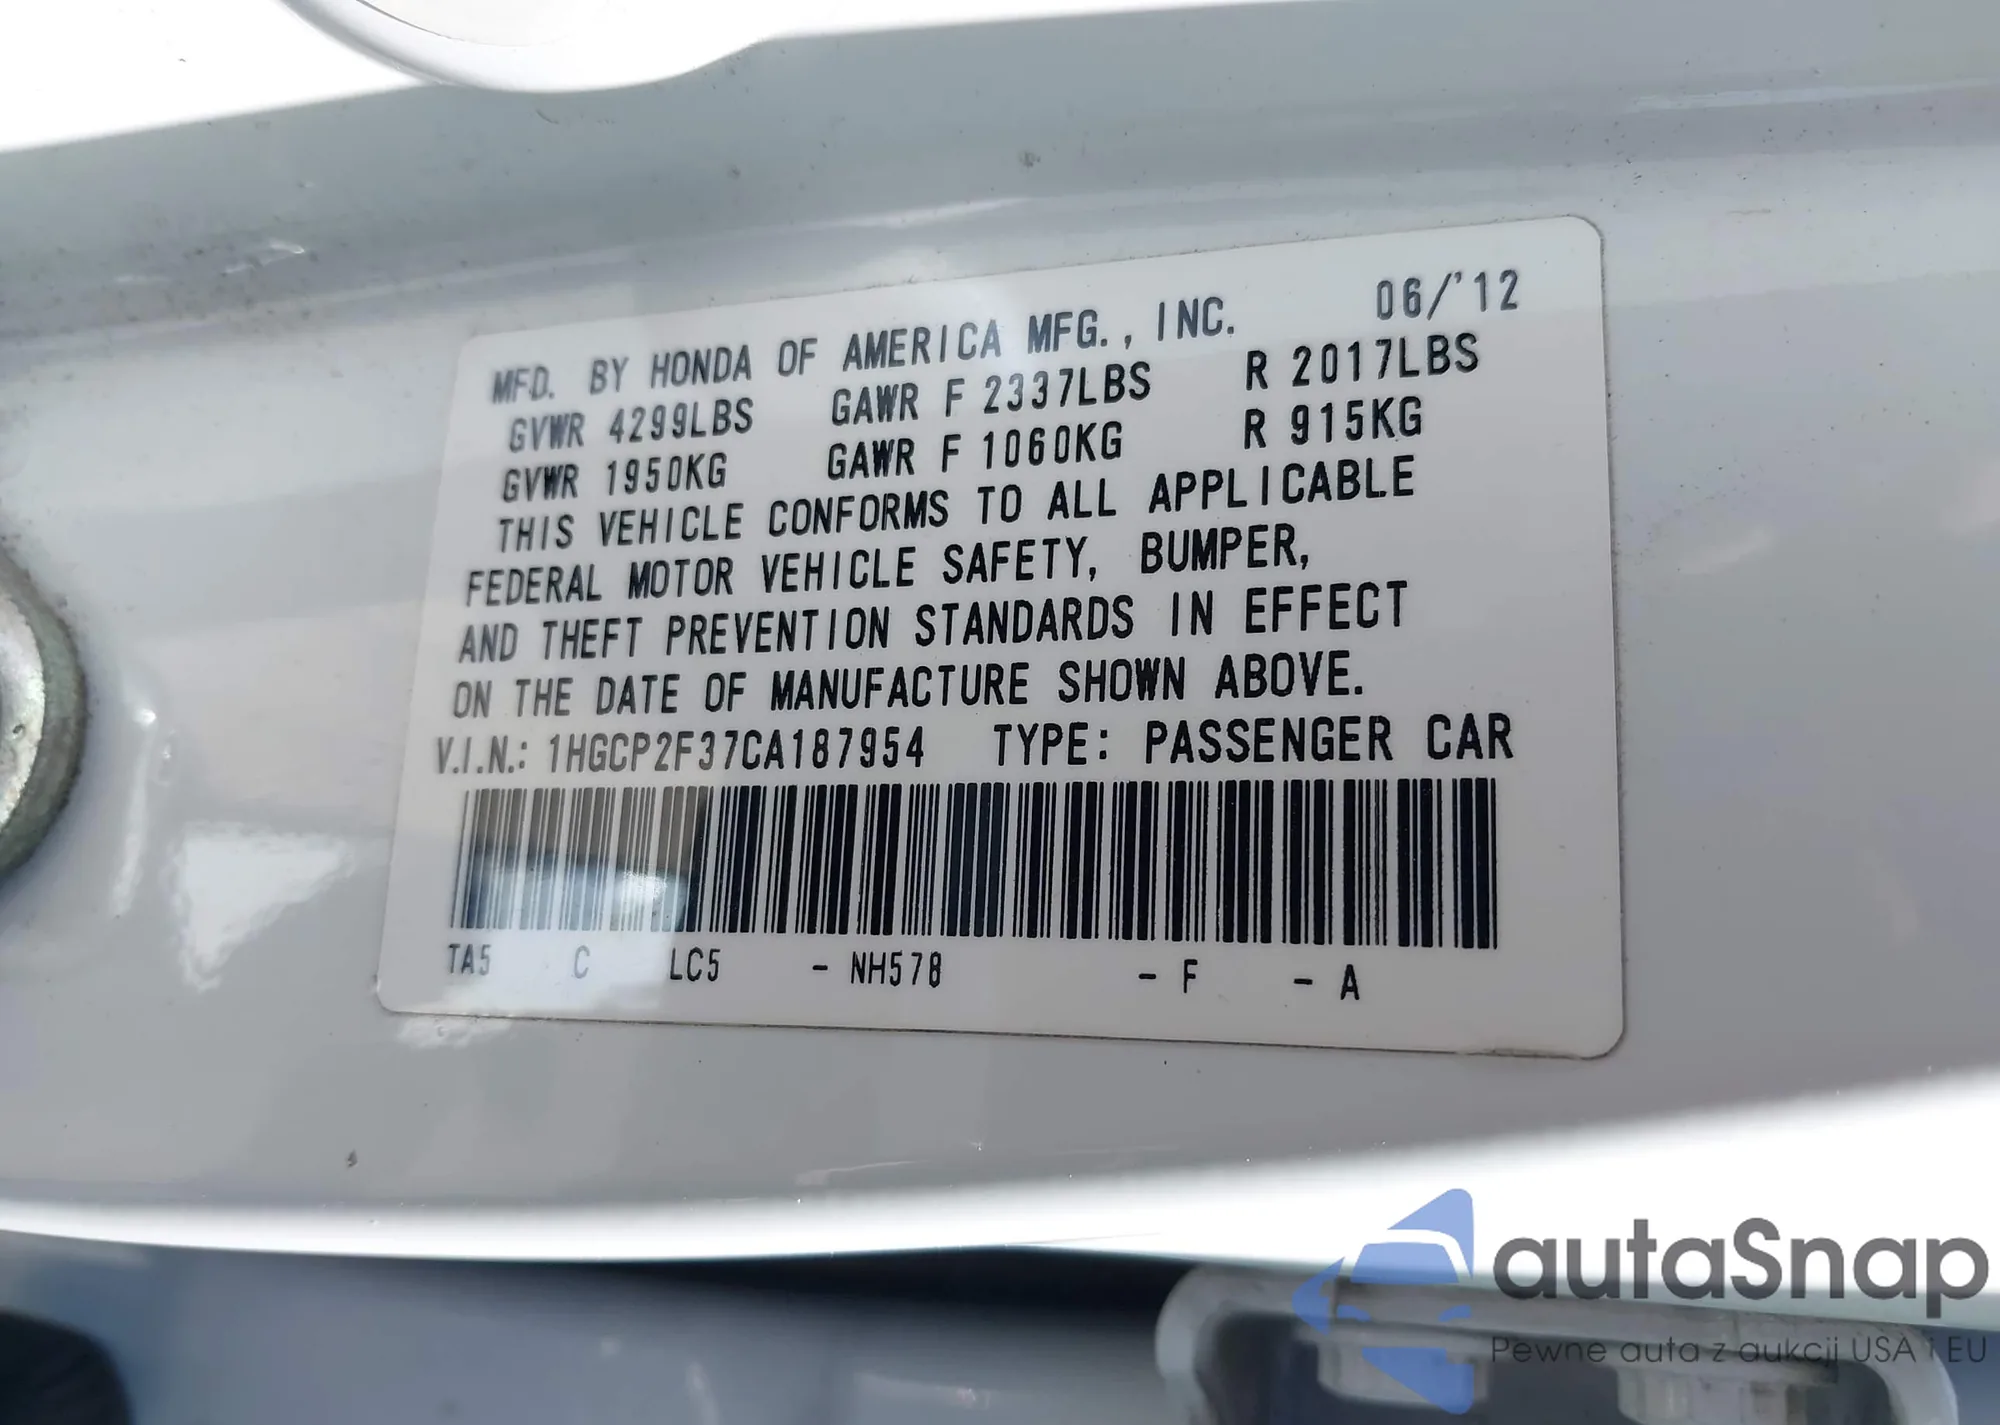 MFD. BY HONDA OF AMERICA MFG., INC. 06/'12
GVWR 4299LBS GAWR F 2337LBS R 2017LBS
GVWR 1950KG GAWR F 1060KG R 915KG
THIS VEHICLE CONFORMS TO ALL APPLICABLE
FEDERAL MOTOR VEHICLE SAFETY, BUMPER,
AND THEFT PREVENTION STANDARDS IN EFFECT
ON THE DATE OF MANUFACTURE SHOWN ABOVE.
V.I.N.: 1HGCP2F37CA187954 TYPE: PASSENGER CAR
TA5 C LC5 - NH578 - F - A
autaSnap
Pewne auta z aukcji USA i EU